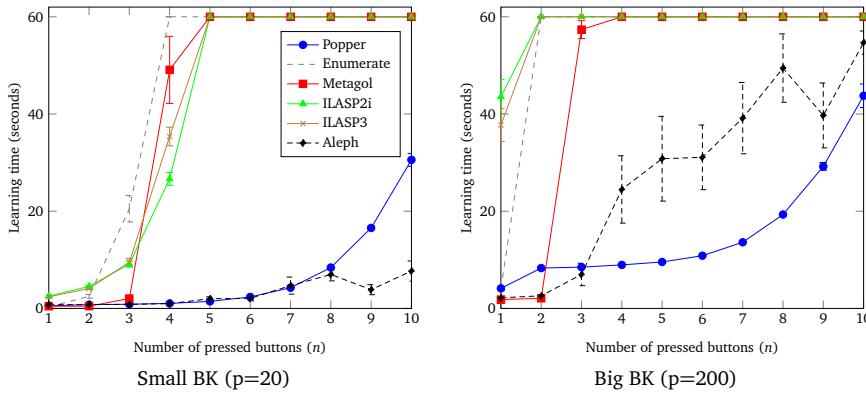 60
40
20
0
Learning time (seconds)
Popper
Enumerate
Metagol
ILASP2i
ILASP3
Aleph
1 2 3 4 5 6 7 8 9 10
Number of pressed buttons (n)
Small BK (p=20)
60
40
20
0
Learning time (seconds)
1 2 3 4 5 6 7 8 9 10
Number of pressed buttons (n)
Big BK (p=200)